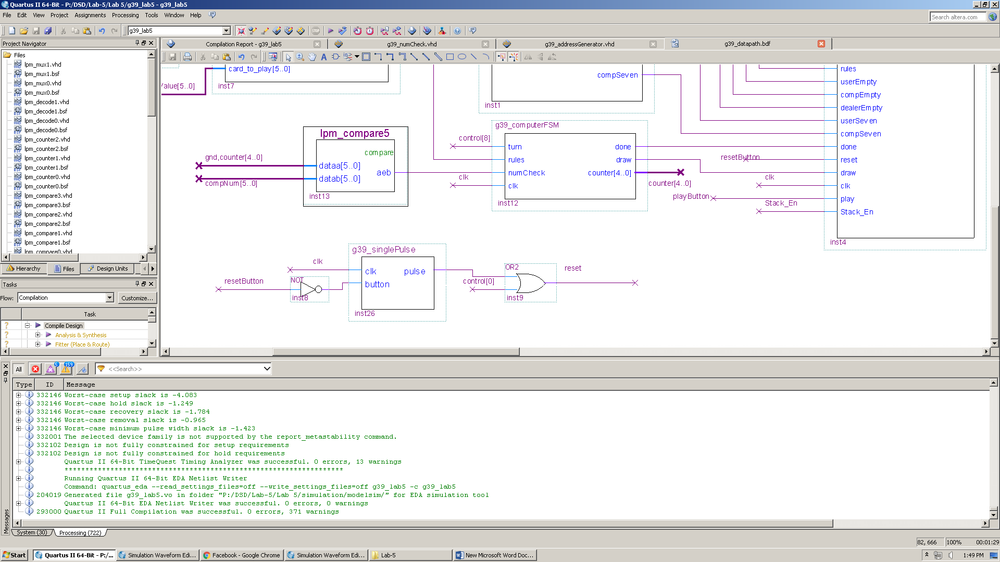 Quartus II 64-Bit - P:/DSD/Lab-5/Lab 5/g39_lab5 - g39_lab5
File Edit View Project Assignments Processing Tools Window Help
Search altera.com
g39_lab5
STOP
Project Navigator
Files
lpm_mux1.vhd
lpm_mux1.bsf
lpm_mux0.vhd
lpm_mux0.bsf
lpm_decode1.vhd
lpm_decode1.bsf
lpm_decode0.vhd
lpm_decode0.bsf
lpm_counter2.vhd
lpm_counter2.bsf
lpm_counter1.vhd
lpm_counter1.bsf
lpm_counter0.vhd
lpm_counter0.bsf
lpm_compare3.vhd
lpm_compare3.bsf
lpm_compare2.vhd
lpm_compare2.bsf
lpm_compare1.vhd
lpm_compare1.bsf
lpm_compare0.vhd
Hierarchy Files Design Units
Tasks
Flow: Compilation Customize...
Task
Compile Design
Analysis & Synthesis
Fitter (Place & Route)
Compilation Report - g39_lab5
g39_numCheck.vhd
g39_addressGenerator.vhd
g39_datapath.bdf
card_to_play[5..0]
Value[5..0]
inst7
compSeven
inst1
rules
userEmpty
compEmpty
dealerEmpty
userSeven
compSeven
done
reset
draw
clk
play
Stack_En
inst4
resetButton
clk
playButton
Stack_En
lpm_compare5
compare
gnd,counter[4..0]
dataa[5..0]
aeb
datab[5..0]
compNum[5..0]
inst13
g39_computerFSM
control[8]
turn done
rules draw
numCheck counter[4..0]
clk
clk
counter[4..0]
inst12
g39_singlePulse
clk
clk pulse
button
resetButton
NOT
inst8
inst26
OR2
control[0]
inst9
reset
All
5
159
<<Search>>
Type ID Message
332146 Worst-case setup slack is -4.083
332146 Worst-case hold slack is -1.249
332146 Worst-case recovery slack is -1.784
332146 Worst-case removal slack is -0.965
332146 Worst-case minimum pulse width slack is -1.423
332001 The selected device family is not supported by the report_metastability command.
332102 Design is not fully constrained for setup requirements
332102 Design is not fully constrained for hold requirements
Quartus II 64-Bit TimeQuest Timing Analyzer was successful. 0 errors, 13 warnings
*******************************************************************
Running Quartus II 64-Bit EDA Netlist Writer
Command: quartus_eda --read_settings_files=off --write_settings_files=off g39_lab5 -c g39_lab5
204019 Generated file g39_lab5.vo in folder "P:/DSD/Lab-5/Lab 5/simulation/modelsim/" for EDA simulation tool
Quartus II 64-Bit EDA Netlist Writer was successful. 0 errors, 0 warnings
293000 Quartus II Full Compilation was successful. 0 errors, 371 warnings
Messages
System (30) Processing (722)
82, 666 100% 00:01:29
Start
Quartus II 64-Bit - P:/...
Simulation Waveform Edi...
Facebook - Google Chrome
Simulation Waveform Edi...
Lab-5
New Microsoft Word Doc...
1:49 PM